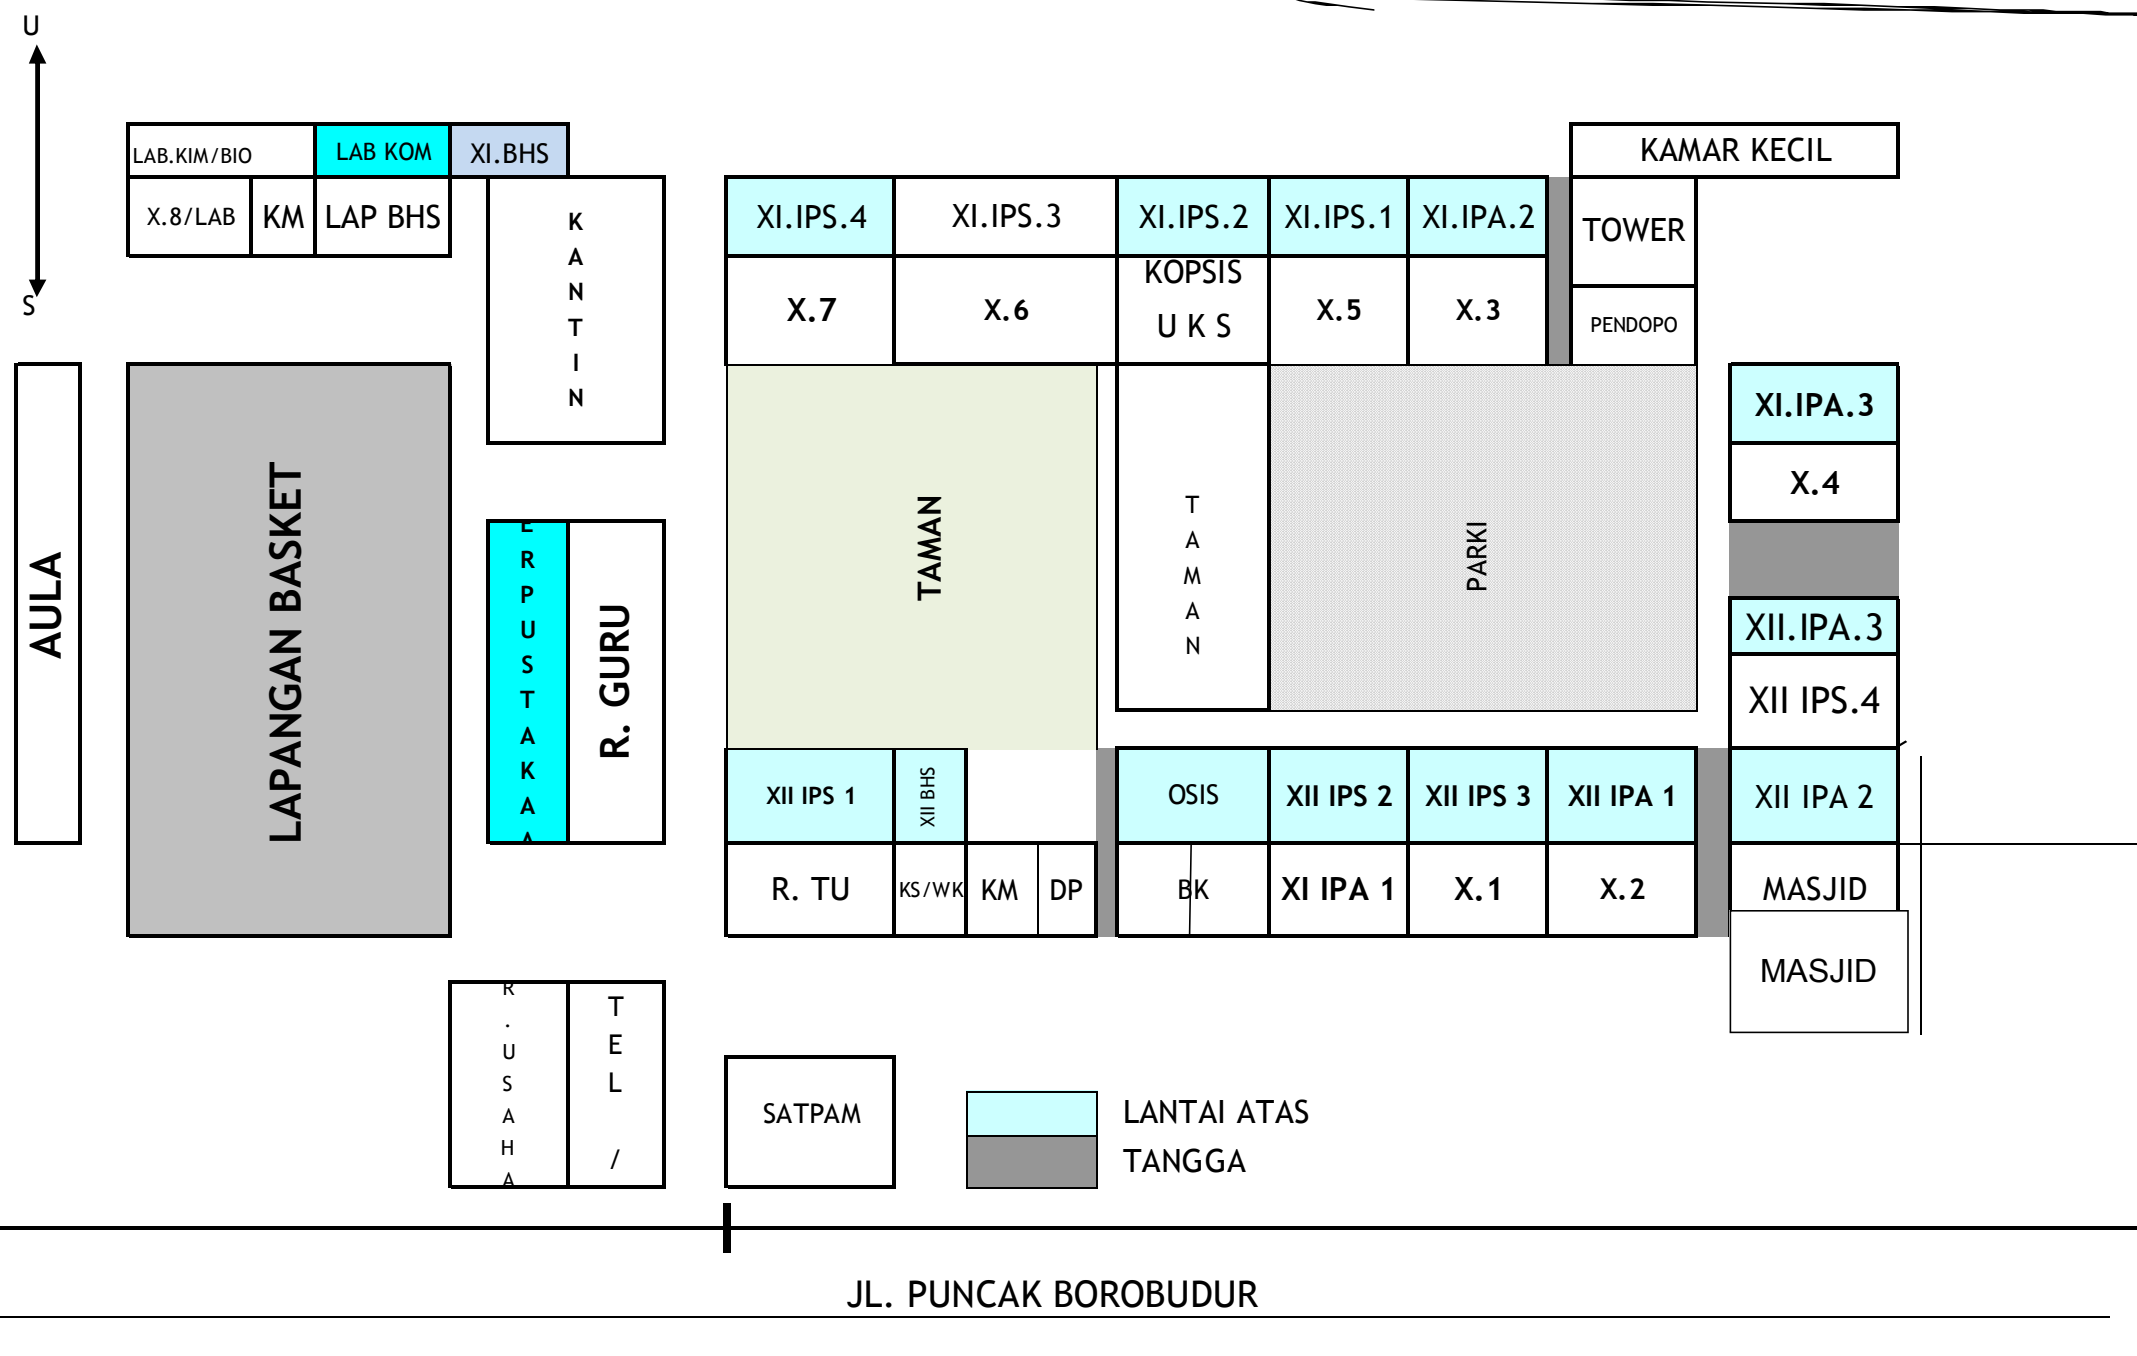 U
S
LAB.KIM/BIO
LAB KOM
XI.BHS
KAMAR KECIL
X.8/LAB
KM
LAP BHS
KANTIN
XI.IPS.4
XI.IPS.3
XI.IPS.2
XI.IPS.1
XI.IPA.2
TOWER
X.7
X.6
KOPSIS
U K S
X.5
X.3
PENDOPO
AULA
LAPANGAN BASKET
ERPUSTAKAA
R. GURU
TAMAN
TAMAN
PARKI
XI.IPA.3
X.4
XII.IPA.3
XII IPS.4
XII IPS 1
XII BHS
OSIS
XII IPS 2
XII IPS 3
XII IPA 1
XII IPA 2
R. TU
KS/WK
KM
DP
BK
XI IPA 1
X.1
X.2
MASJID
MASJID
R.USAHA
TEL /
SATPAM
LANTAI ATAS
TANGGA
JL. PUNCAK BOROBUDUR